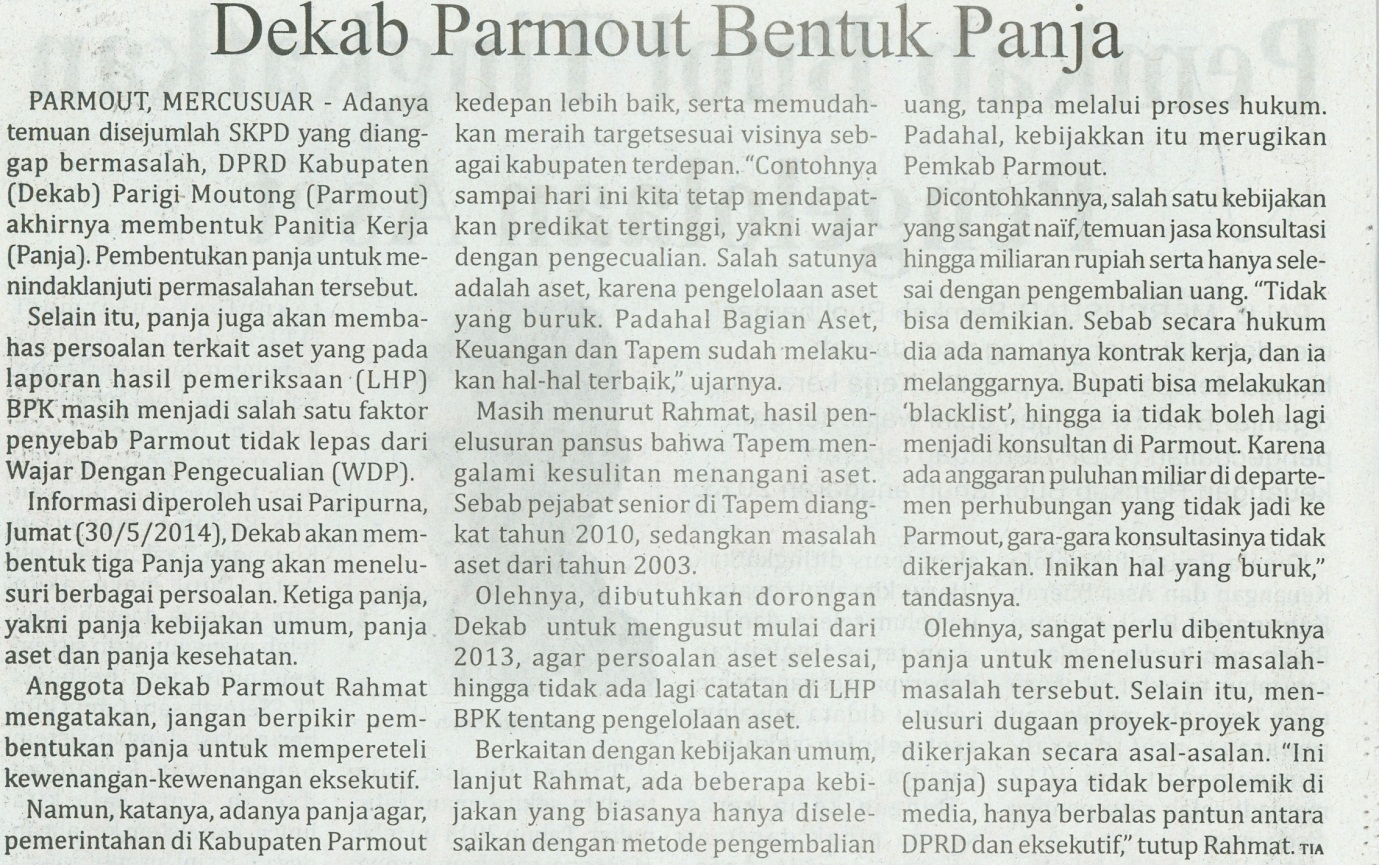 Dekab Parmout Bentuk Panja
PARMOUT, MERCUSUAR - Adanya
temuan disejumlah SKPD yang diang-
gap bermasalah, DPRD Kabupaten
(Dekab) Parigi Moutong (Parmout)
akhirnya membentuk Panitia Kerja
(Panja). Pembentukan panja untuk me-
nindaklanjuti permasalahan tersebut.
Selain itu, panja juga akan memba-
has persoalan terkait aset yang pada
laporan hasil pemeriksaan (LHP)
BPK masih menjadi salah satu faktor
penyebab Parmout tidak lepas dari
Wajar Dengan Pengecualian (WDP).
Informasi diperoleh usai Paripurna,
Jumat (30/5/2014), Dekab akan mem-
bentuk tiga Panja yang akan menelu-
suri berbagai persoalan. Ketiga panja,
yakni panja kebijakan umum, panja
aset dan panja kesehatan.
Anggota Dekab Parmout Rahmat
mengatakan, jangan berpikir pem-
bentukan panja untuk mempereteli
kewenangan-kewenangan eksekutif.
Namun, katanya, adanya panja agar,
pemerintahan di Kabupaten Parmout
kedepan lebih baik, serta memudah-
kan meraih targetsesuai visinya seb-
agai kabupaten terdepan. “Contohnya
sampai hari ini kita tetap mendapat-
kan predikat tertinggi, yakni wajar
dengan pengecualian. Salah satunya
adalah aset, karena pengelolaan aset
yang buruk. Padahal Bagian Aset,
Keuangan dan Tapem sudah melaku-
kan hal-hal terbaik,” ujarnya.
Masih menurut Rahmat, hasil pen-
elusuran pansus bahwa Tapem men-
galami kesulitan menangani aset.
Sebab pejabat senior di Tapem diang-
kat tahun 2010, sedangkan masalah
aset dari tahun 2003.
Olehnya, dibutuhkan dorongan
Dekab untuk mengusut mulai dari
2013, agar persoalan aset selesai,
hingga tidak ada lagi catatan di LHP
BPK tentang pengelolaan aset.
Berkaitan dengan kebijakan umum,
lanjut Rahmat, ada beberapa kebi-
jakan yang biasanya hanya disele-
saikan dengan metode pengembalian
uang, tanpa melalui proses hukum.
Padahal, kebijakkan itu merugikan
Pemkab Parmout.
Dicontohkannya, salah satu kebijakan
yang sangat naïf, temuan jasa konsultasi
hingga miliaran rupiah serta hanya sele-
sai dengan pengembalian uang. “Tidak
bisa demikian. Sebab secara hukum
dia ada namanya kontrak kerja, dan ia
melanggarnya. Bupati bisa melakukan
‘blacklist’, hingga ia tidak boleh lagi
menjadi konsultan di Parmout. Karena
ada anggaran puluhan miliar di departe-
men perhubungan yang tidak jadi ke
Parmout, gara-gara konsultasinya tidak
dikerjakan. Inikan hal yang buruk,”
tandasnya.
Olehnya, sangat perlu dibentuknya
panja untuk menelusuri masalah-
masalah tersebut. Selain itu, men-
elusuri dugaan proyek-proyek yang
dikerjakan secara asal-asalan. “Ini
(panja) supaya tidak berpolemik di
media, hanya berbalas pantun antara
DPRD dan eksekutif,” tutup Rahmat. TIA